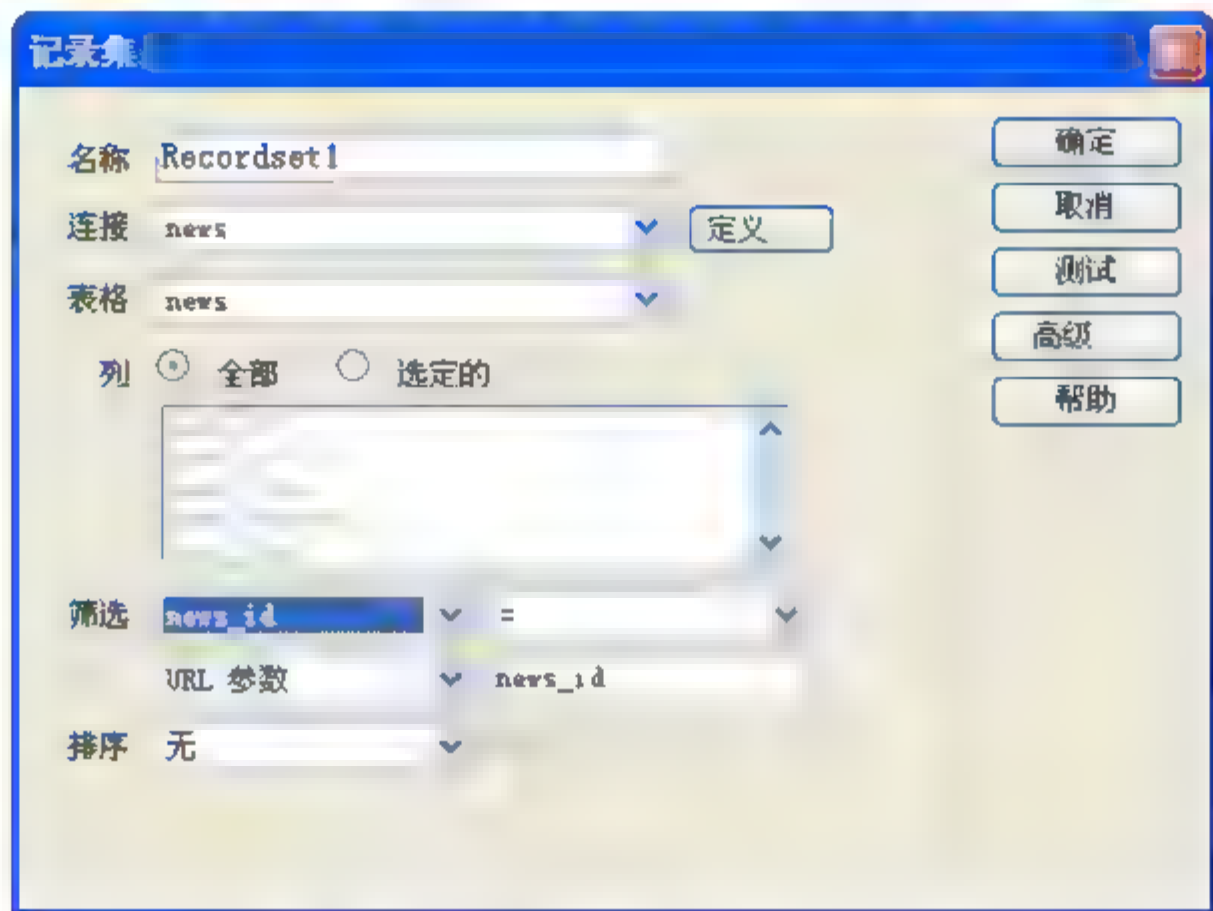 记录集
名称 Recordset1
连接 news 定义
表格 news
列 全部 选定的
筛选 news_id =
URL 参数 news_id
排序 无
确定
取消
测试
高级
帮助